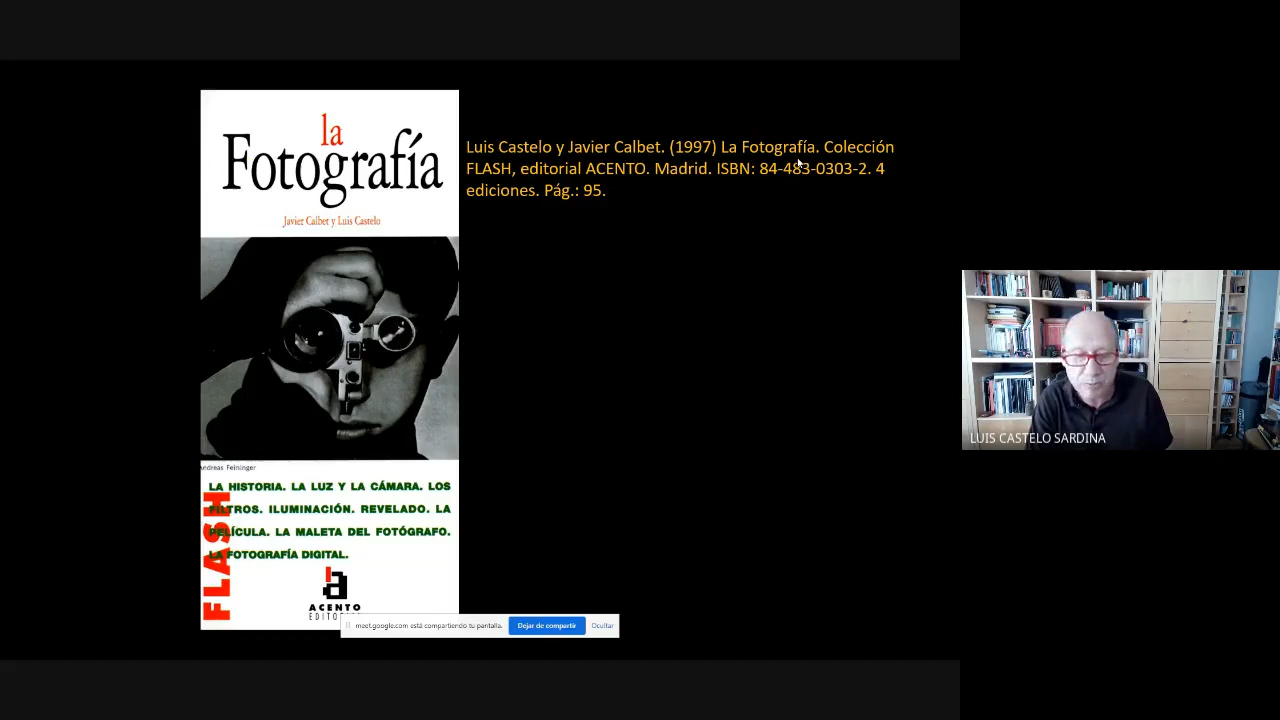 la
Fotografía
Javier Calbet y Luis Castelo
Andreas Feininger
LA HISTORIA. LA LUZ Y LA CÁMARA. LOS
FILTROS. ILUMINACIÓN. REVELADO. LA
PELÍCULA. LA MALETA DEL FOTÓGRAFO.
LA FOTOGRAFÍA DIGITAL.
FLASH
a
ACENTO
EDITORIAL
Luis Castelo y Javier Calbet. (1997) La Fotografía. Colección
FLASH, editorial ACENTO. Madrid. ISBN: 84-483-0303-2. 4
ediciones. Pág.: 95.
meet.google.com está compartiendo tu pantalla.
Dejar de compartir
Ocultar
LUIS CASTELO SARDINA